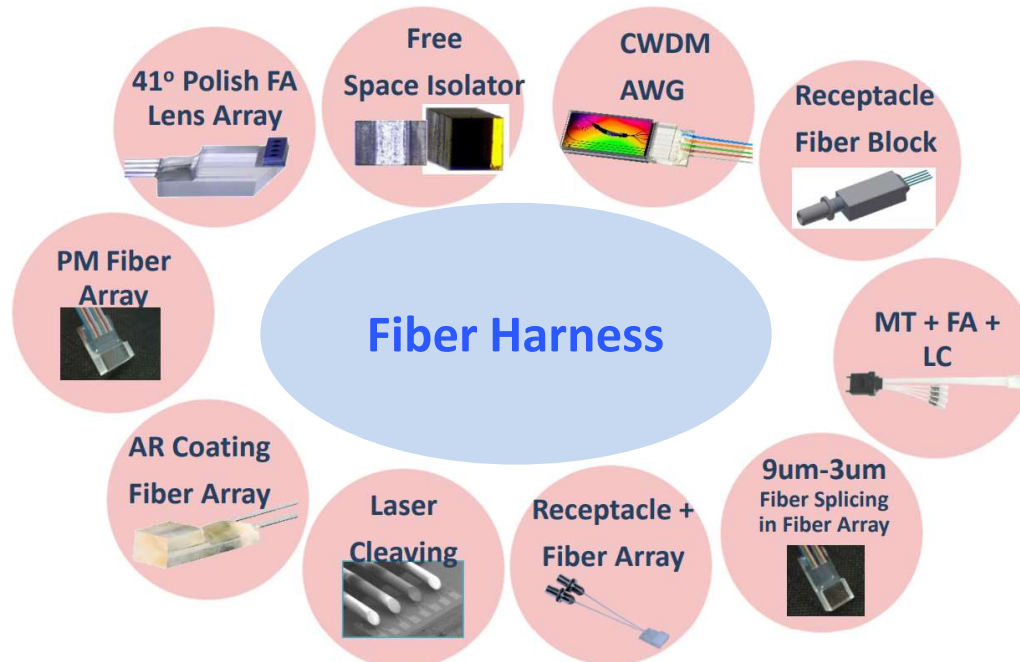 41º Polish FA
Lens Array
Free
Space Isolator
CWDM
AWG
Receptacle
Fiber Block
PM Fiber
Array
Fiber Harness
MT + FA +
LC
AR Coating
Fiber Array
Laser
Cleaving
Receptacle +
Fiber Array
9um-3um
Fiber Splicing
in Fiber Array